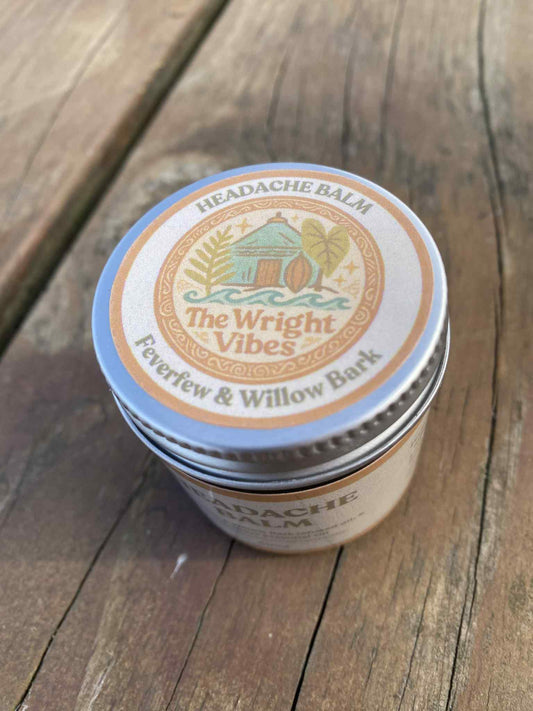 HEADACHE BALM
The Wright
Vibes
Feverfew & Willow Bark
HEADACHE
BALM